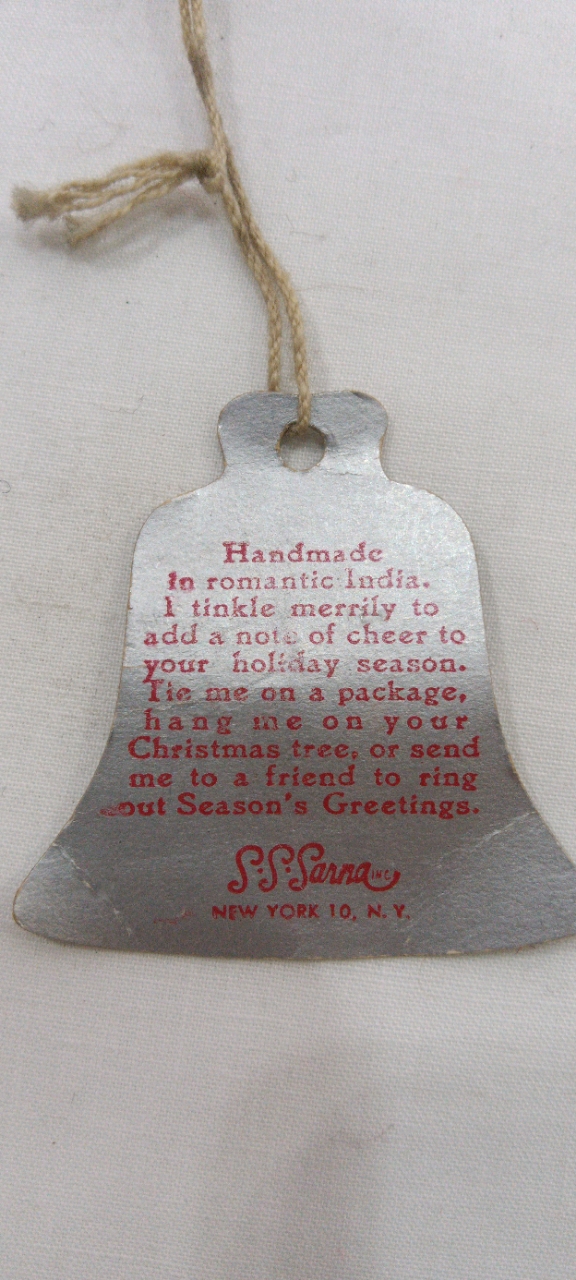 Handmade
In romantic India.
I tinkle merrily to
add a note of cheer to
your holiday season.
Tie me on a package,
hang me on your
Christmas tree, or send
me to a friend to ring
out Season's Greetings.
S.S. Sarna INC.
NEW YORK 10, N. Y.